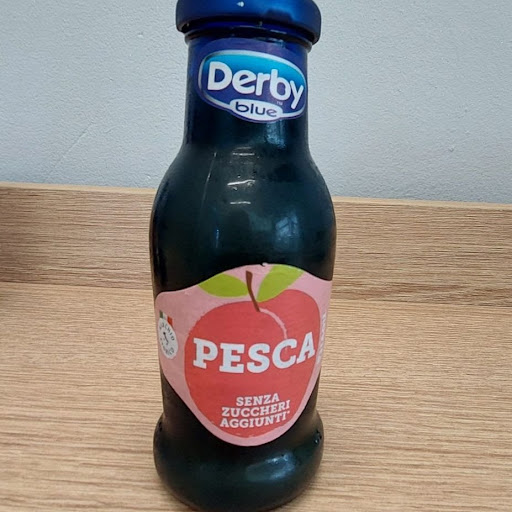 Derby
blue
PESCA
SENZA
ZUCCHERI
AGGIUNTI*